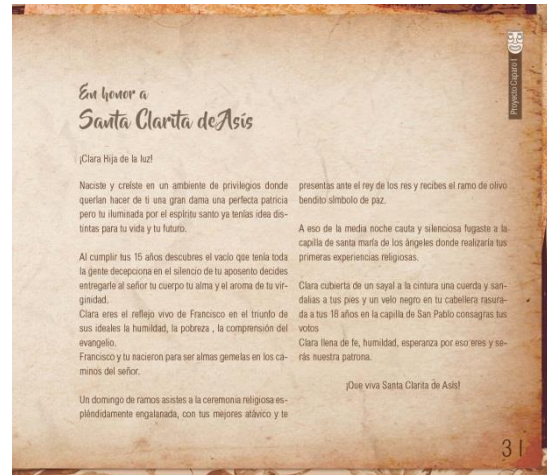 Proyecto Caparo I
En honor a
Santa Clarita de Asís
¡Clara Hija de la luz!
Naciste y creíste en un ambiente de privilegios donde
querían hacer de ti una gran dama una perfecta patricia
pero tu iluminada por el espíritu santo ya tenías idea dis-
tintas para tu vida y tu futuro.
Al cumplir tus 15 años descubres el vacío que tenía toda
la gente decepciona en el silencio de tu aposento decides
entregarle al señor tu cuerpo tu alma y el aroma de tu vir-
ginidad.
Clara eres el reflejo vivo de Francisco en el triunfo de
sus ideales la humildad, la pobreza , la comprensión del
evangelio.
Francisco y tu nacieron para ser almas gemelas en los ca-
minos del señor.
Un domingo de ramos asistes a la ceremonia religiosa es-
pléndidamente engalanada, con tus mejores atávico y te
presentas ante el rey de los res y recibes el ramo de olivo
bendito símbolo de paz.
A eso de la media noche cauta y silenciosa fugaste a la
capilla de santa maría de los ángeles donde realizaría tus
primeras experiencias religiosas.
Clara cubierta de un sayal a la cintura una cuerda y san-
dalias a tus pies y un velo negro en tu cabellera rasura-
da a tus 18 años en la capilla de San Pablo consagras tus
votos
Clara llena de fe, humildad, esperanza por eso eres y se-
rás nuestra patrona.
¡Que viva Santa Clarita de Asís!
31